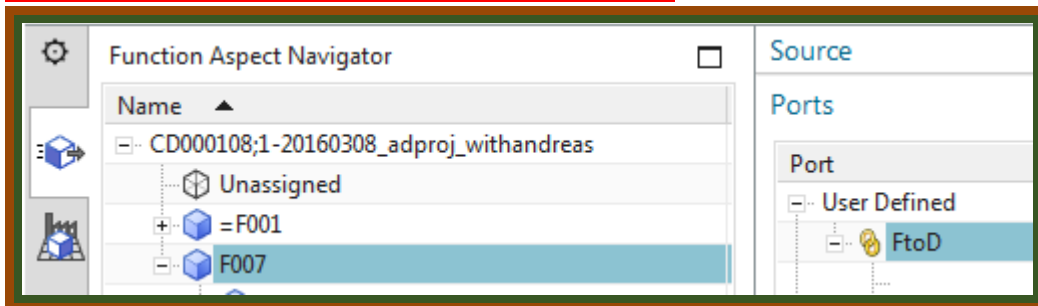 Function Aspect Navigator
Name
CD000108;1-20160308_adproj_withandreas
Unassigned
=F001
F007
Source
Ports
Port
User Defined
FtoD